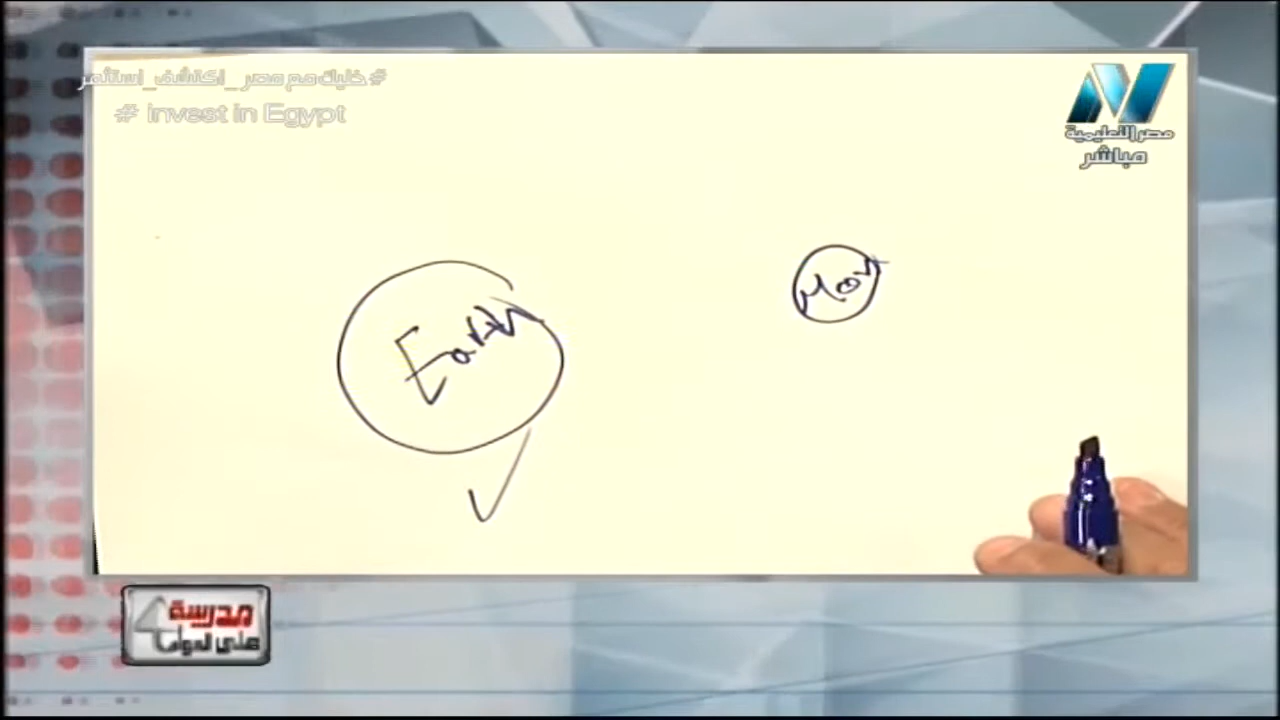 #خليك_مع_مصر_اكتشف_استثمر
# Invest in Egypt
مصر التعليمية
مباشر
Earth
Moon
مدرسة
على الهواء